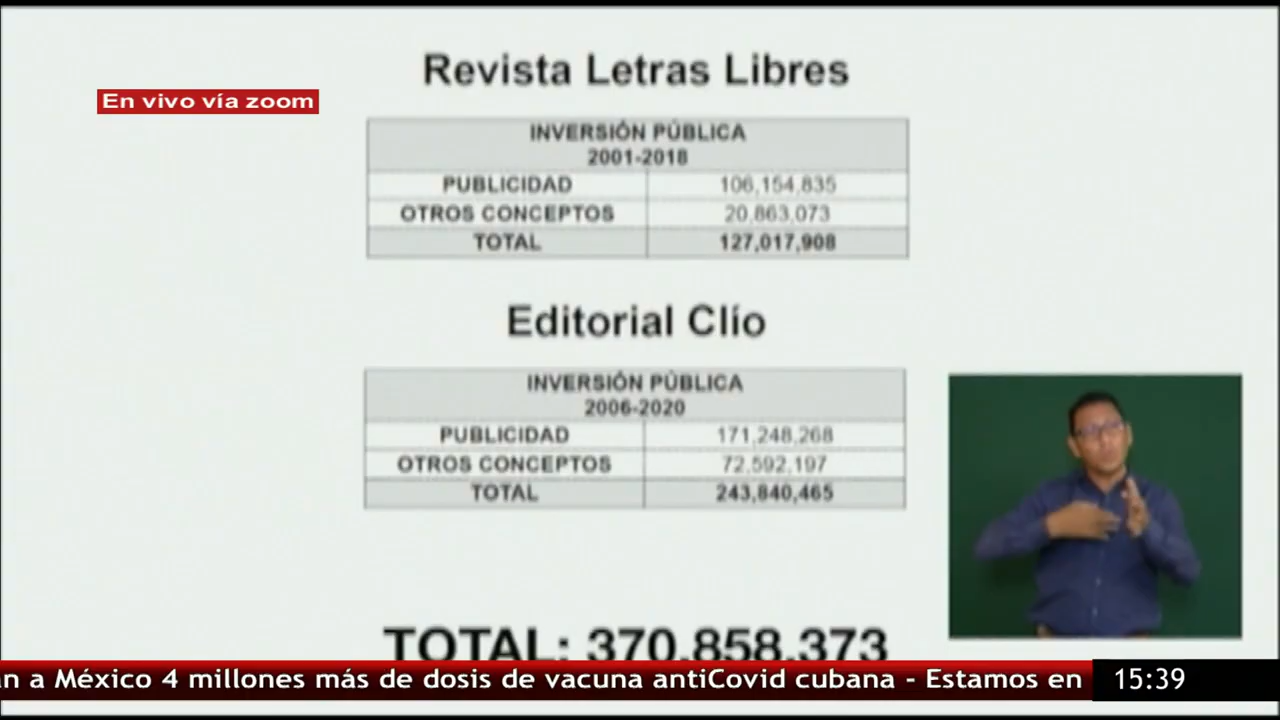 Revista Letras Libres
En vivo vía zoom
INVERSIÓN PÚBLICA
2001-2018
PUBLICIDAD 106,154,835
OTROS CONCEPTOS 20,863,073
TOTAL 127,017,908
Editorial Clío
INVERSIÓN PÚBLICA
2006-2020
PUBLICIDAD 171,248,268
OTROS CONCEPTOS 72,592,197
TOTAL 243,840,465
TOTAL: 370,858,373
a México 4 millones más de dosis de vacuna antiCovid cubana - Estamos en
15:39